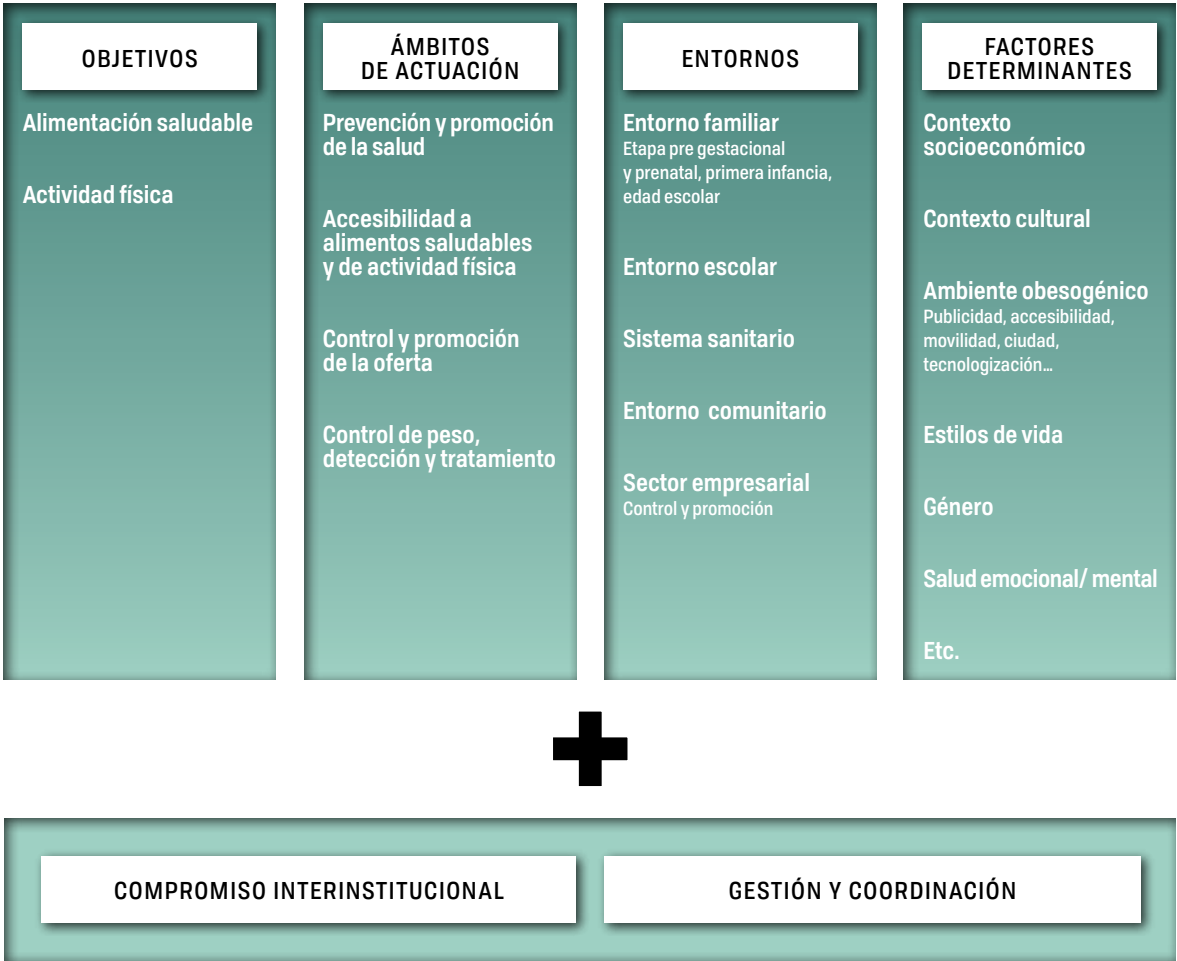 OBJETIVOS
Alimentación saludable
Actividad física
ÁMBITOS
DE ACTUACIÓN
Prevención y promoción
de la salud
Accesibilidad a
alimentos saludables
y de actividad física
Control y promoción
de la oferta
Control de peso,
detección y tratamiento
ENTORNOS
Entorno familiar
Etapa pre gestacional
y prenatal, primera infancia,
edad escolar
Entorno escolar
Sistema sanitario
Entorno comunitario
Sector empresarial
Control y promoción
FACTORES
DETERMINANTES
Contexto
socioeconómico
Contexto cultural
Ambiente obesogénico
Publicidad, accesibilidad,
movilidad, ciudad,
tecnologización...
Estilos de vida
Género
Salud emocional/ mental
Etc.
COMPROMISO INTERINSTITUCIONAL
GESTIÓN Y COORDINACIÓN